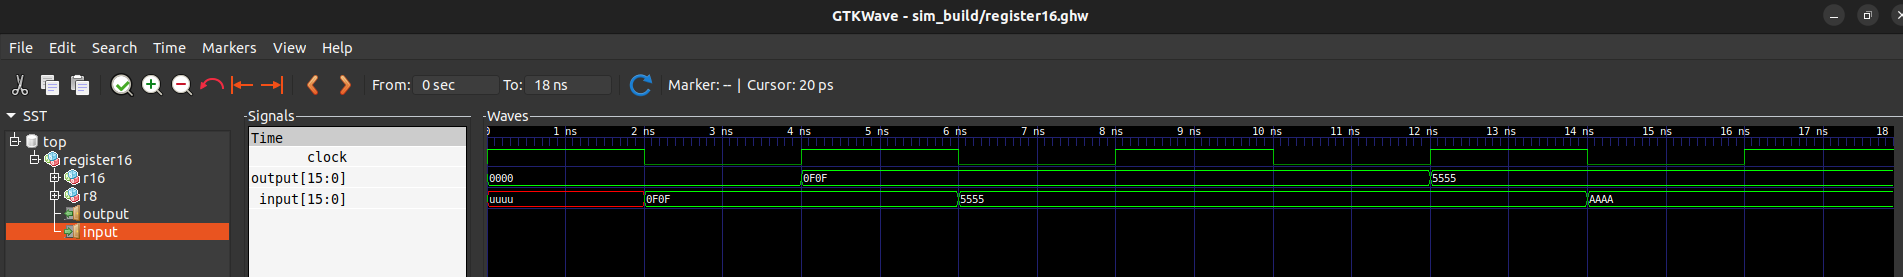 GTKWave - sim_build/register16.ghw
File Edit Search Time Markers View Help
From: 0 sec To: 18 ns Marker: -- | Cursor: 20 ps
SST
top
register16
r16
r8
output
input
Signals
Time
clock
output[15:0]
input[15:0]
Waves
0 1 ns 2 ns 3 ns 4 ns 5 ns 6 ns 7 ns 8 ns 9 ns 10 ns 11 ns 12 ns 13 ns 14 ns 15 ns 16 ns 17 ns 18
0000 0F0F 5555
uuuu 0F0F 5555 AAAA